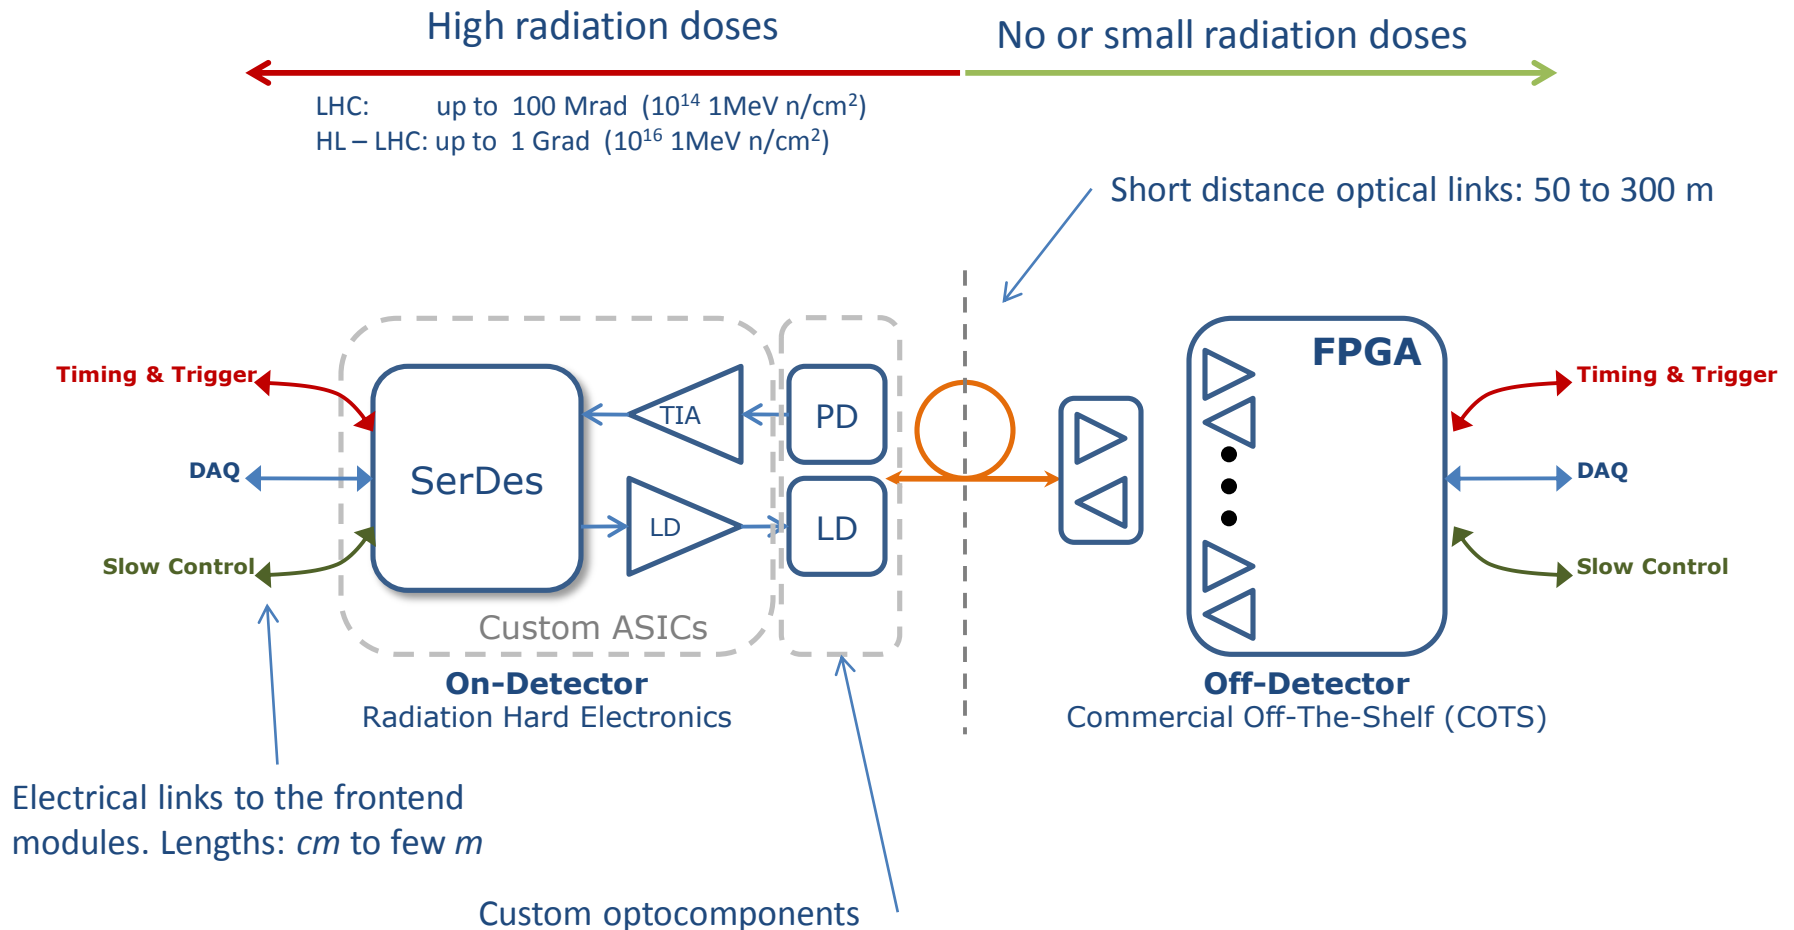 High radiation doses
No or small radiation doses
LHC: up to 100 Mrad (10¹⁴ 1MeV n/cm²)
HL – LHC: up to 1 Grad (10¹⁶ 1MeV n/cm²)
Short distance optical links: 50 to 300 m
Timing & Trigger
DAQ
Slow Control
SerDes
TIA
LD
PD
LD
Custom ASICs
FPGA
Timing & Trigger
DAQ
Slow Control
On-Detector
Radiation Hard Electronics
Off-Detector
Commercial Off-The-Shelf (COTS)
Electrical links to the frontend
modules. Lengths: cm to few m
Custom optocomponents